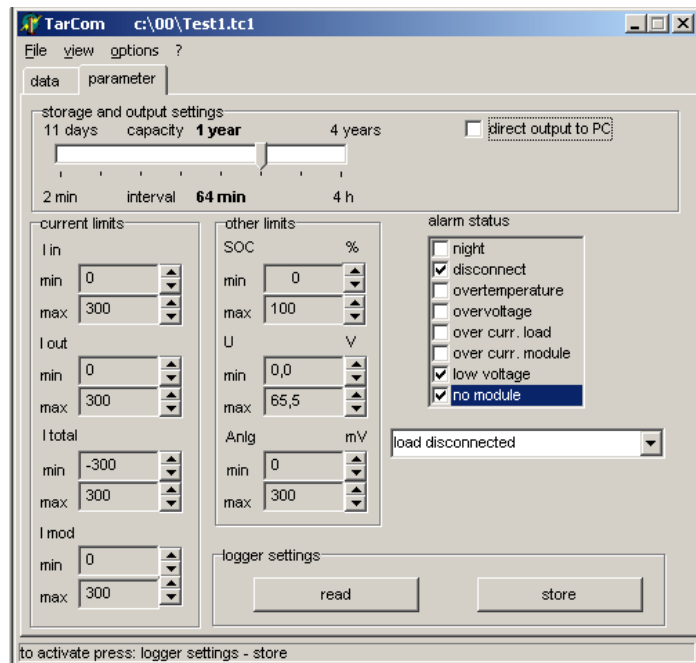 TarCom c:\00\Test1.tc1
File view options ?
data parameter
storage and output settings
11 days capacity 1 year 4 years
direct output to PC
2 min interval 64 min 4 h
current limits
I in
min 0
max 300
I out
min 0
max 300
I total
min -300
max 300
I mod
min 0
max 300
other limits
SOC %
min 0
max 100
U V
min 0,0
max 65,5
Anlg mV
min 0
max 300
alarm status
night
disconnect
overtemperature
overvoltage
over curr. load
over curr. module
low voltage
no module
load disconnected
logger settings
read store
to activate press: logger settings - store